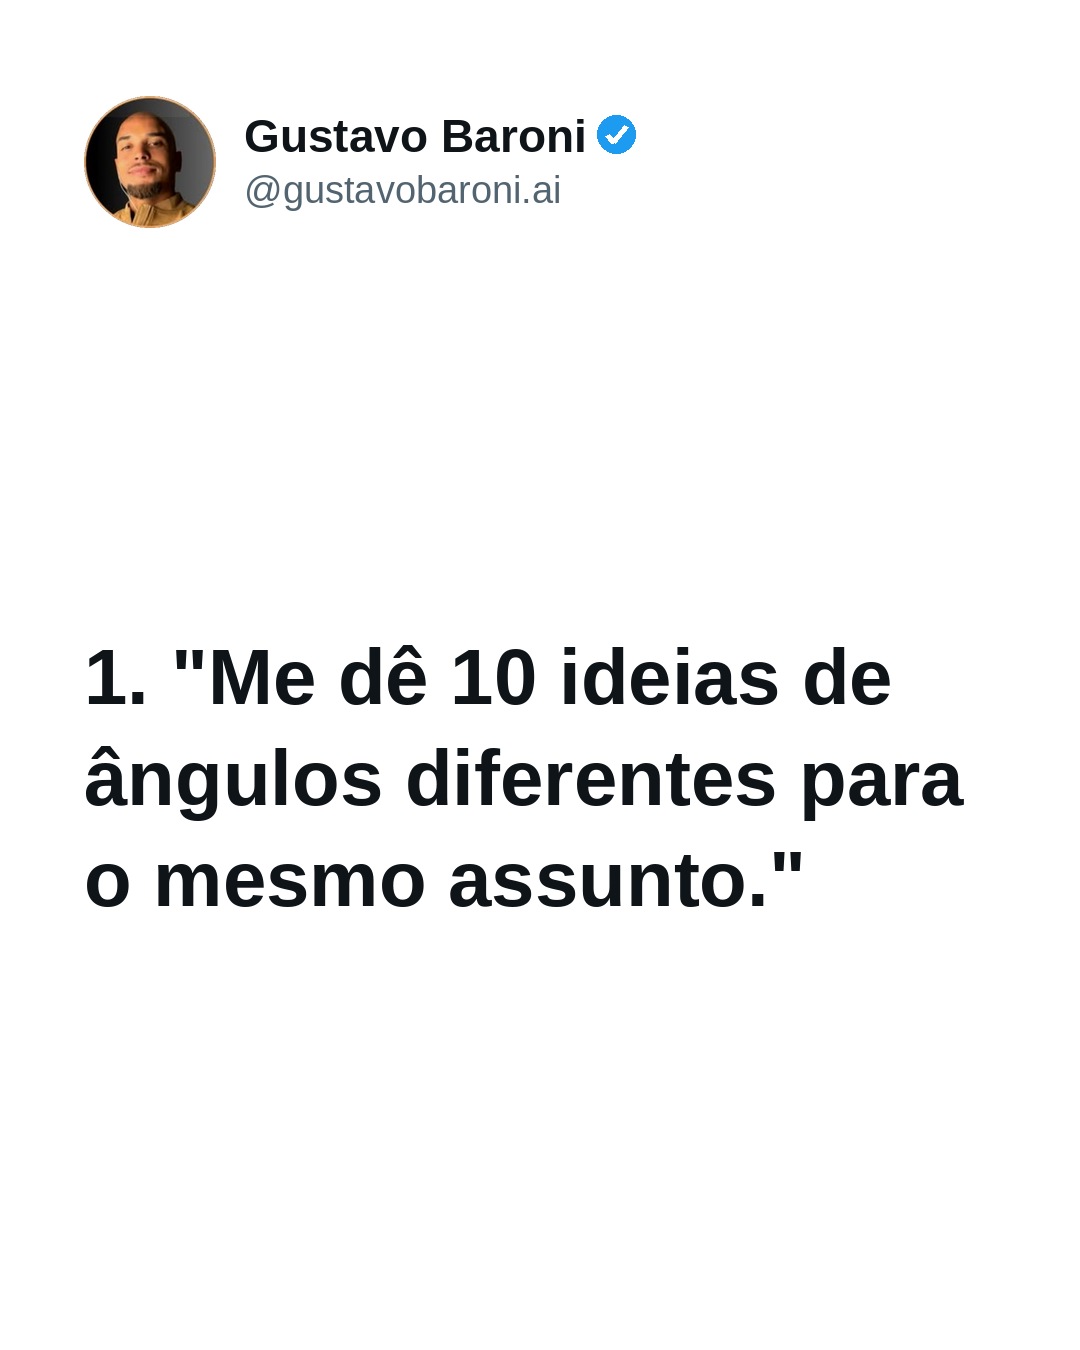 Gustavo Baroni
@gustavobaroni.ai
1. "Me dê 10 ideias de
ângulos diferentes para
o mesmo assunto."